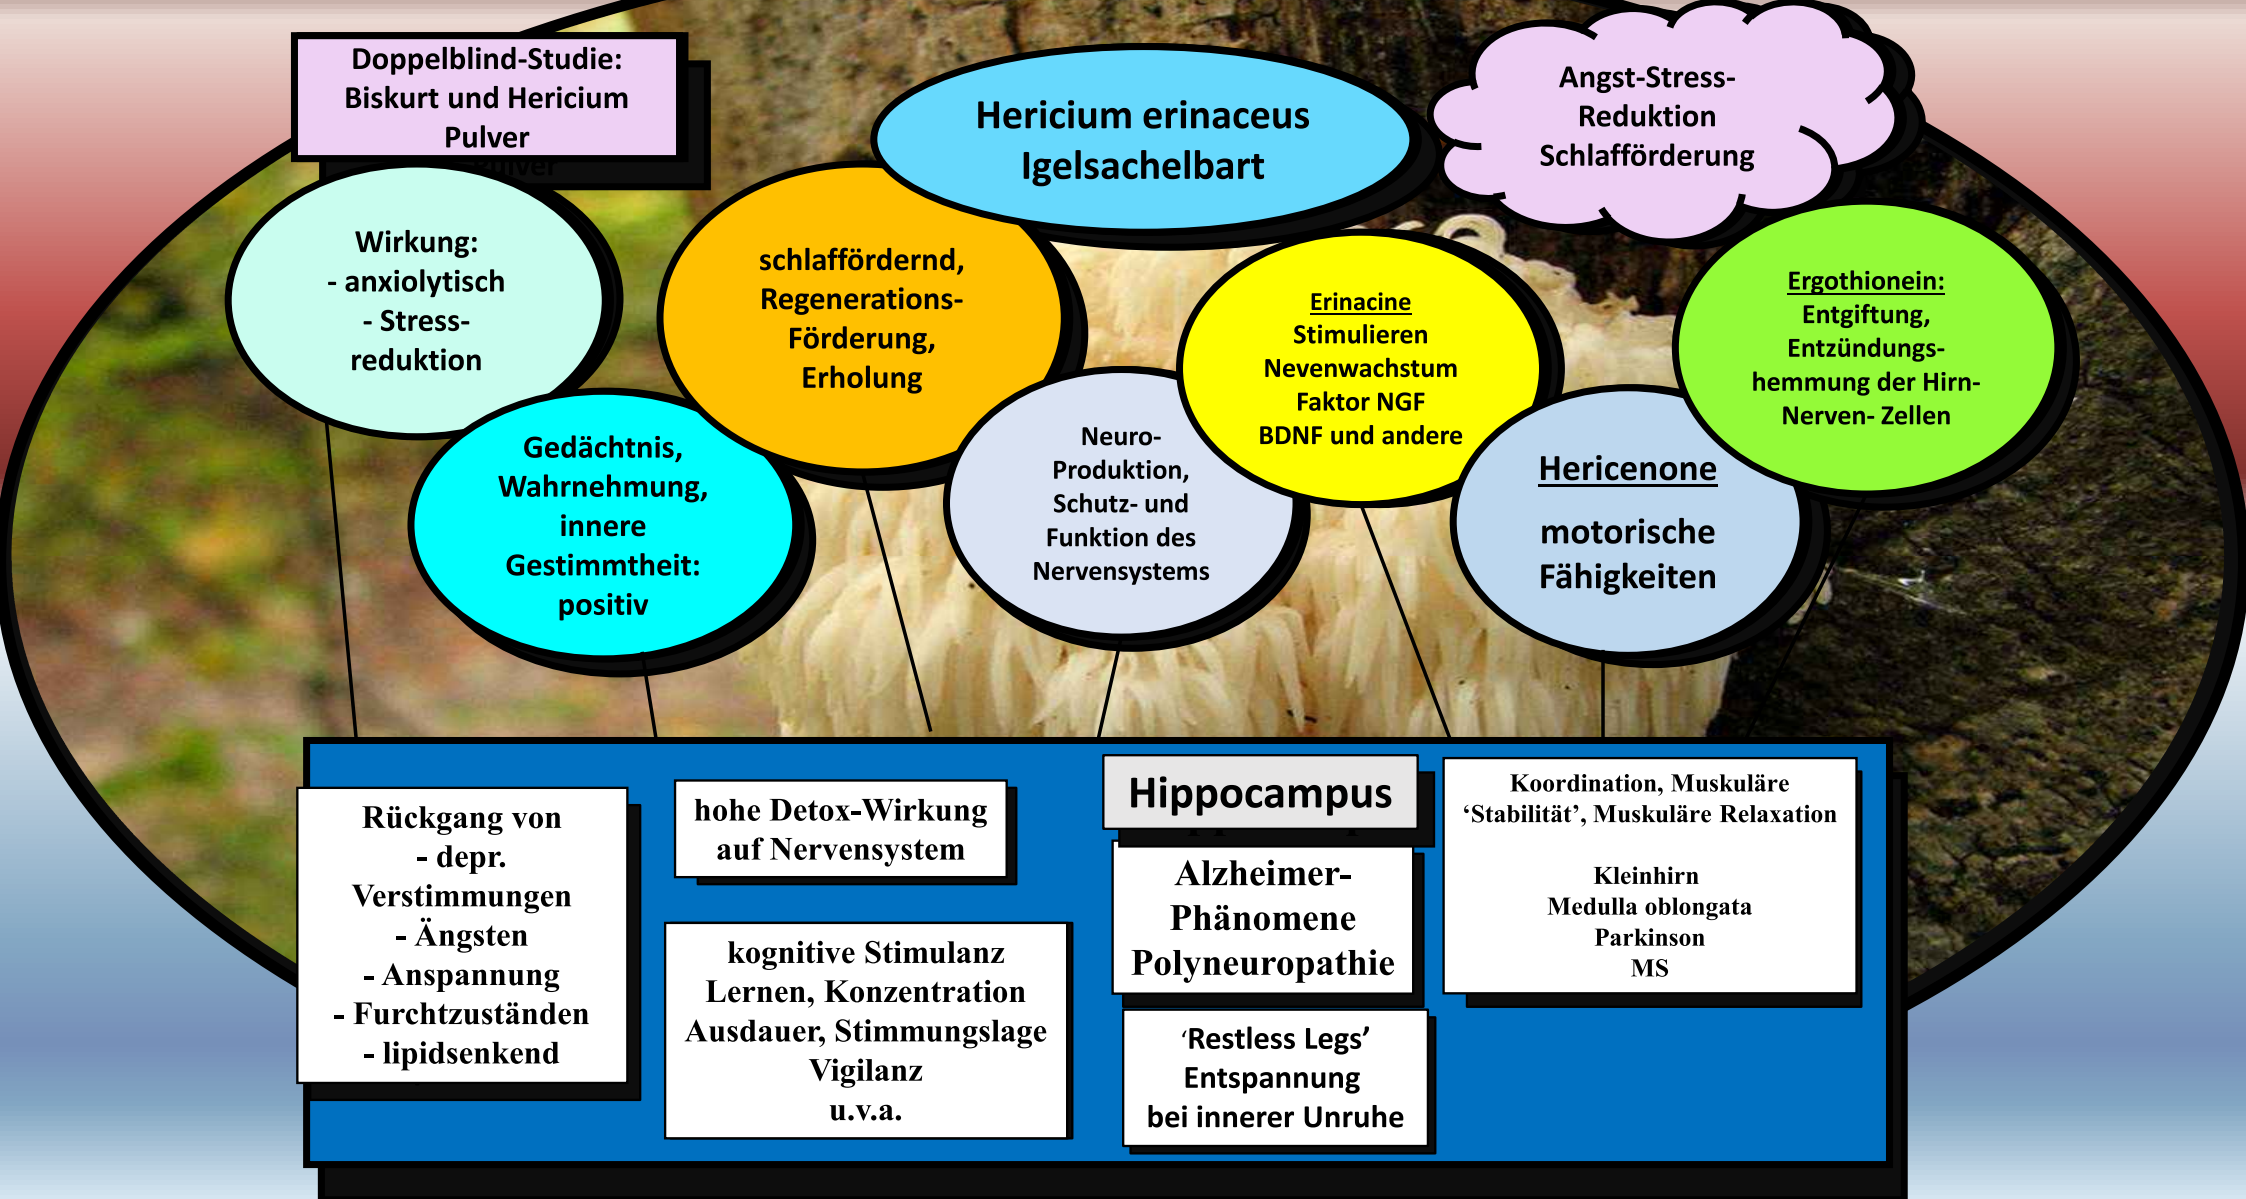 Doppelblind-Studie:
Biskurt und Hericium
Pulver
Hericium erinaceus
Igelsachelbart
Angst-Stress-
Reduktion
Schlafförderung
Wirkung:
- anxiolytisch
- Stress-
reduktion
Gedächtnis,
Wahrnehmung,
innere
Gestimmtheit:
positiv
schlaffördernd,
Regenerations-
Förderung,
Erholung
Neuro-
Produktion,
Schutz- und
Funktion des
Nervensystems
Erinacine
Stimulieren
Nevenwachstum
Faktor NGF
BDNF und andere
Hericenone
motorische
Fähigkeiten
Ergothionein:
Entgiftung,
Entzündungs-
hemmung der Hirn-
Nerven- Zellen
Rückgang von
- depr.
Verstimmungen
- Ängsten
- Anspannung
- Furchtzuständen
- lipidsenkend
hohe Detox-Wirkung
auf Nervensystem
kognitive Stimulanz
Lernen, Konzentration
Ausdauer, Stimmungslage
Vigilanz
u.v.a.
Hippocampus
Alzheimer-
Phänomene
Polyneuropathie
‘Restless Legs’
Entspannung
bei innerer Unruhe
Koordination, Muskuläre
‘Stabilität’, Muskuläre Relaxation
Kleinhirn
Medulla oblongata
Parkinson
MS